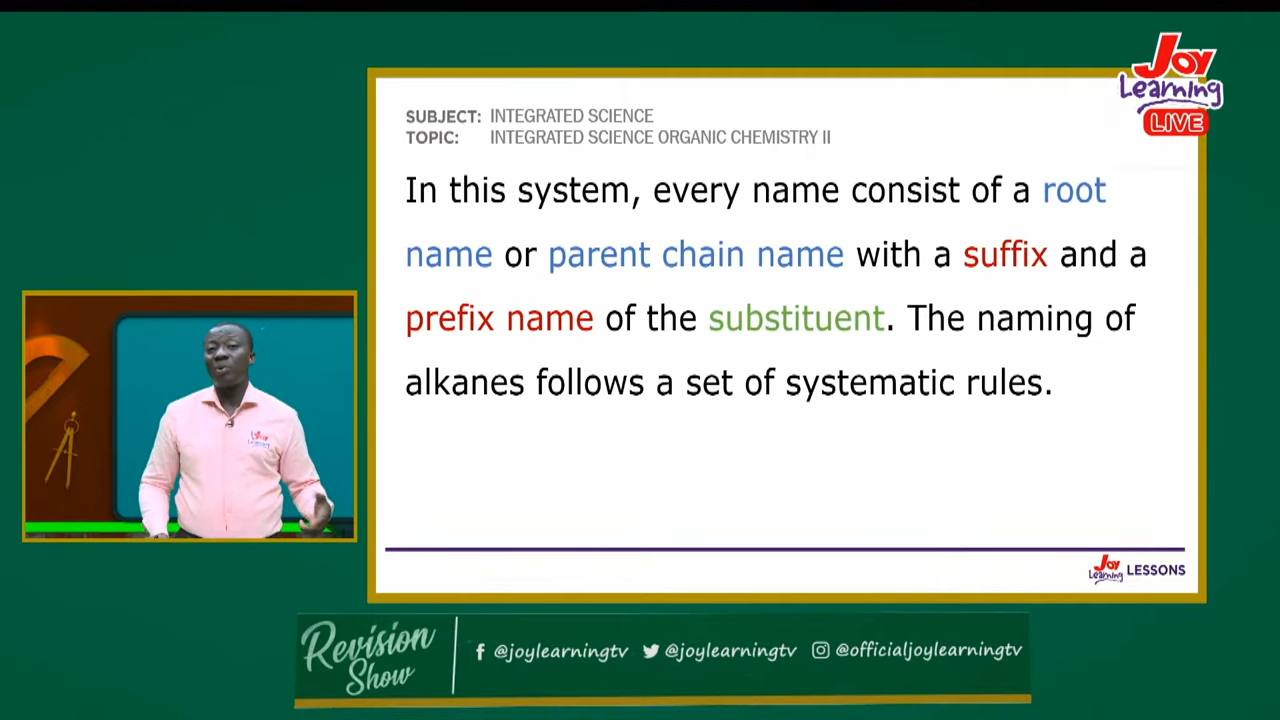 Joy
Learning
LIVE
SUBJECT: INTEGRATED SCIENCE
TOPIC: INTEGRATED SCIENCE ORGANIC CHEMISTRY II
In this system, every name consist of a root
name or parent chain name with a suffix and a
prefix name of the substituent. The naming of
alkanes follows a set of systematic rules.
Joy
Learning
Joy
Learning LESSONS
Revision
Show
@joylearningtv @joylearningtv @officialjoylearningtv